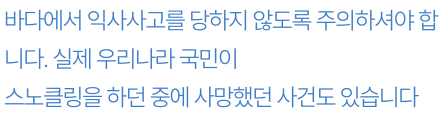 바다에서 익사사고를 당하지 않도록 주의하셔야 합
니다. 실제 우리나라 국민이
스노클링을 하던 중에 사망했던 사건도 있습니다